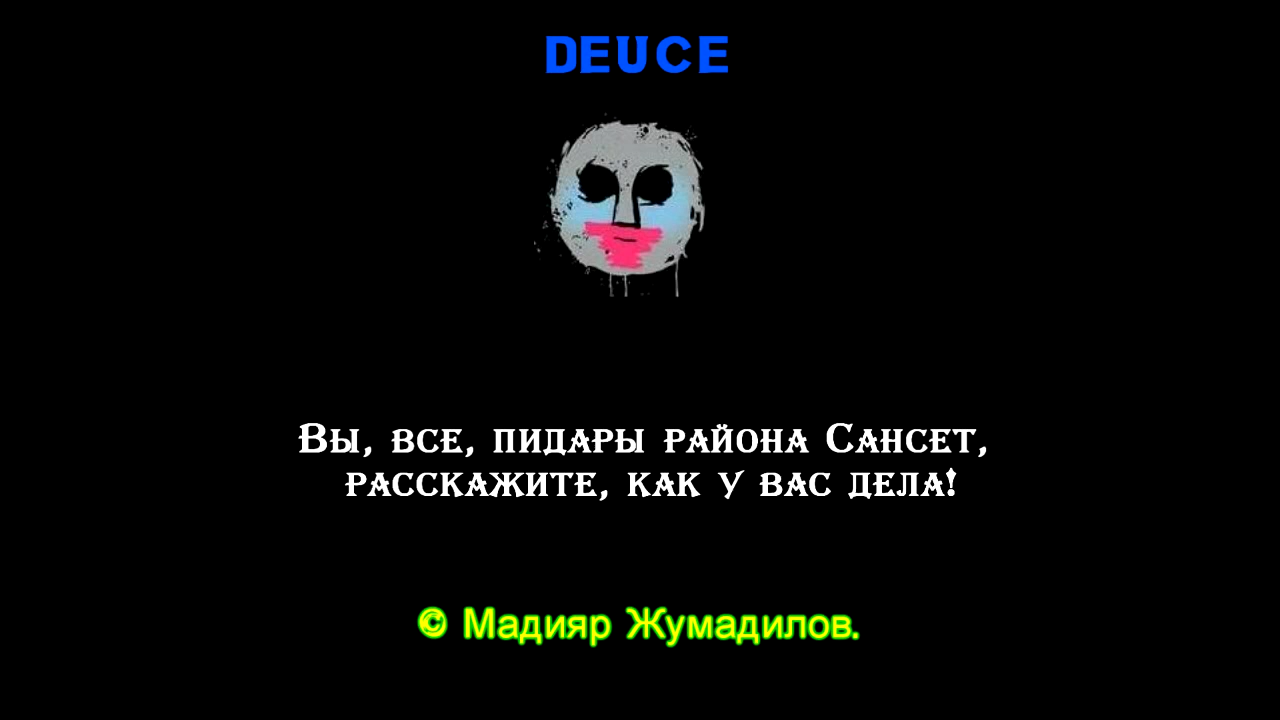 DEUCE
Вы, все, пидары района Сансет,
расскажите, как у вас дела!
© Мадияр Жумадилов.